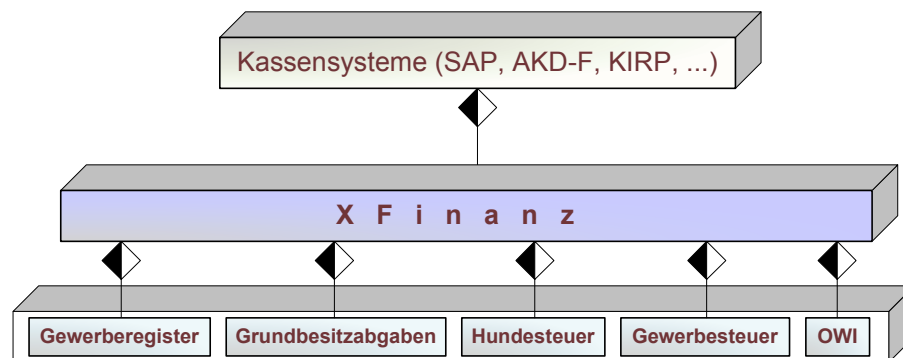 Kassensysteme (SAP, AKD-F, KIRP, ...)
X F i n a n z
Gewerberegister Grundbesitzabgaben Hundesteuer Gewerbesteuer OWI